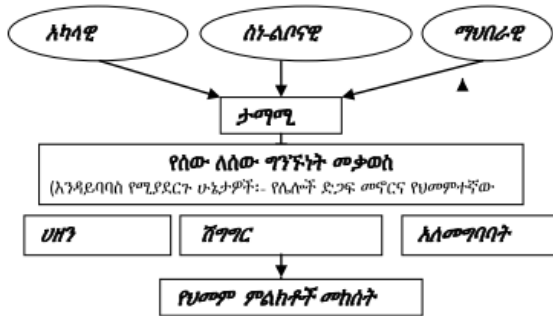 አካላዊ
ስነ-ልቦናዊ
ማህበራዊ
ታማሚ
የሰው ለሰው ግንኙነት መቃወስ
(እንዳይባባስ የሚያደርጉ ሁኔታዎች፡- የሌሎች ድጋፍ መኖርና የህመምተኛው
ሀዘን
ሽግግር
አለመግባባት
የህመም ምልክቶች መከሰት